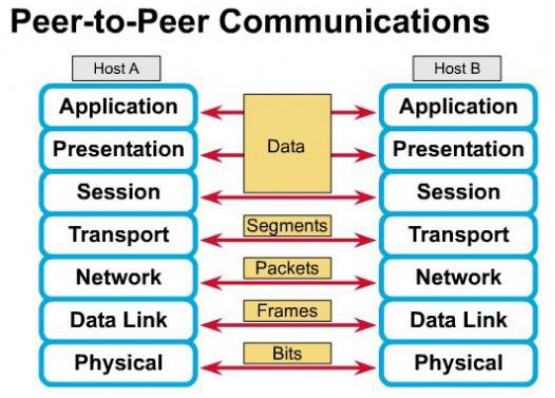 Peer-to-Peer Communications
Host A
Host B
Application
Application
Presentation
Data
Presentation
Session
Session
Transport
Segments
Transport
Network
Packets
Network
Data Link
Frames
Data Link
Physical
Bits
Physical